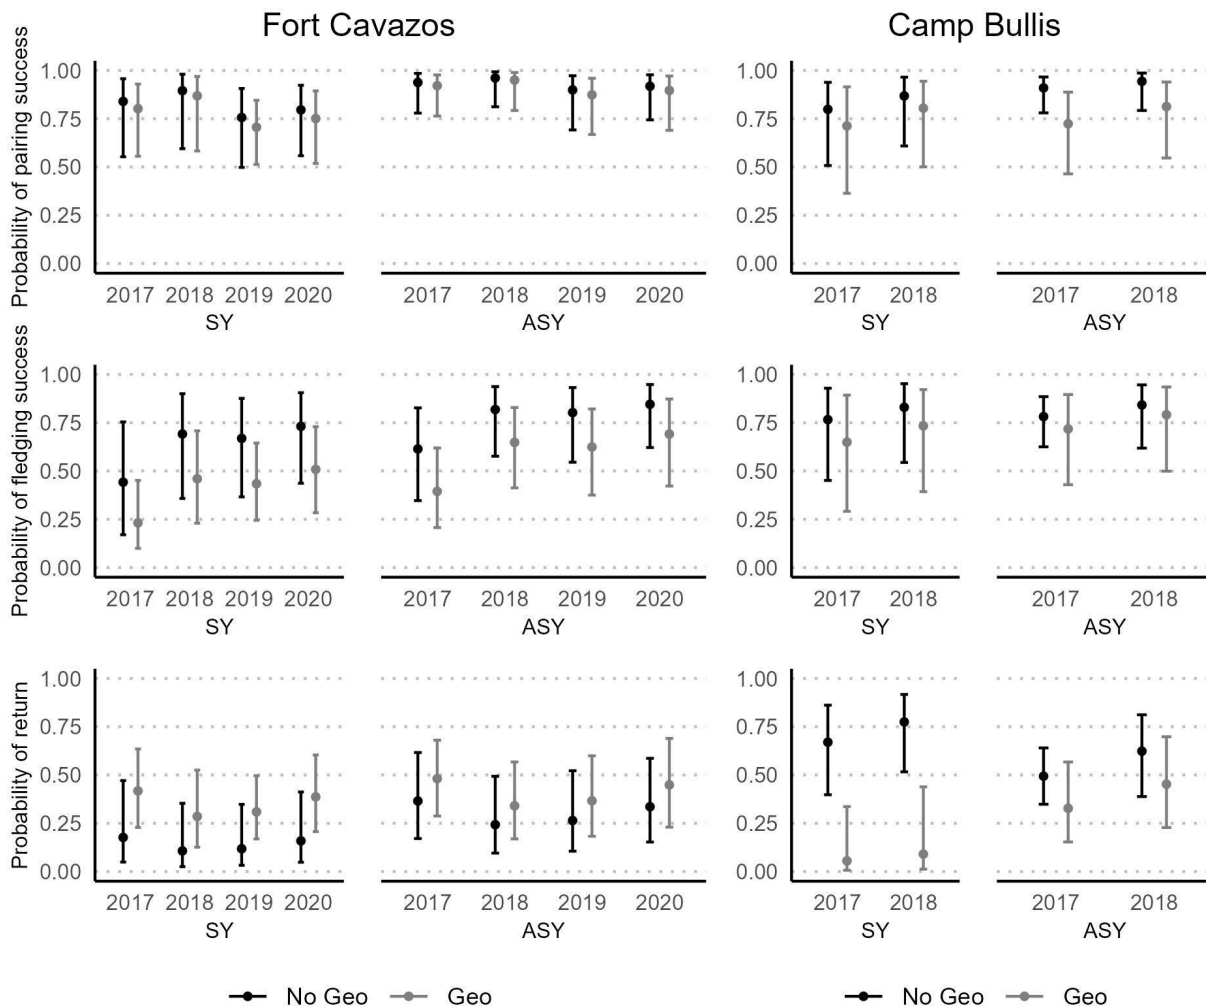 Fort Cavazos
Camp Bullis
Probability of pairing success
1.00
0.75
0.50
0.25
0.00
2017 2018 2019 2020
SY
2017 2018 2019 2020
ASY
1.00
0.75
0.50
0.25
0.00
2017 2018
SY
2017 2018
ASY
Probability of fledging success
1.00
0.75
0.50
0.25
0.00
2017 2018 2019 2020
SY
2017 2018 2019 2020
ASY
1.00
0.75
0.50
0.25
0.00
2017 2018
SY
2017 2018
ASY
Probability of return
1.00
0.75
0.50
0.25
0.00
2017 2018 2019 2020
SY
2017 2018 2019 2020
ASY
1.00
0.75
0.50
0.25
0.00
2017 2018
SY
2017 2018
ASY
No Geo Geo
No Geo Geo